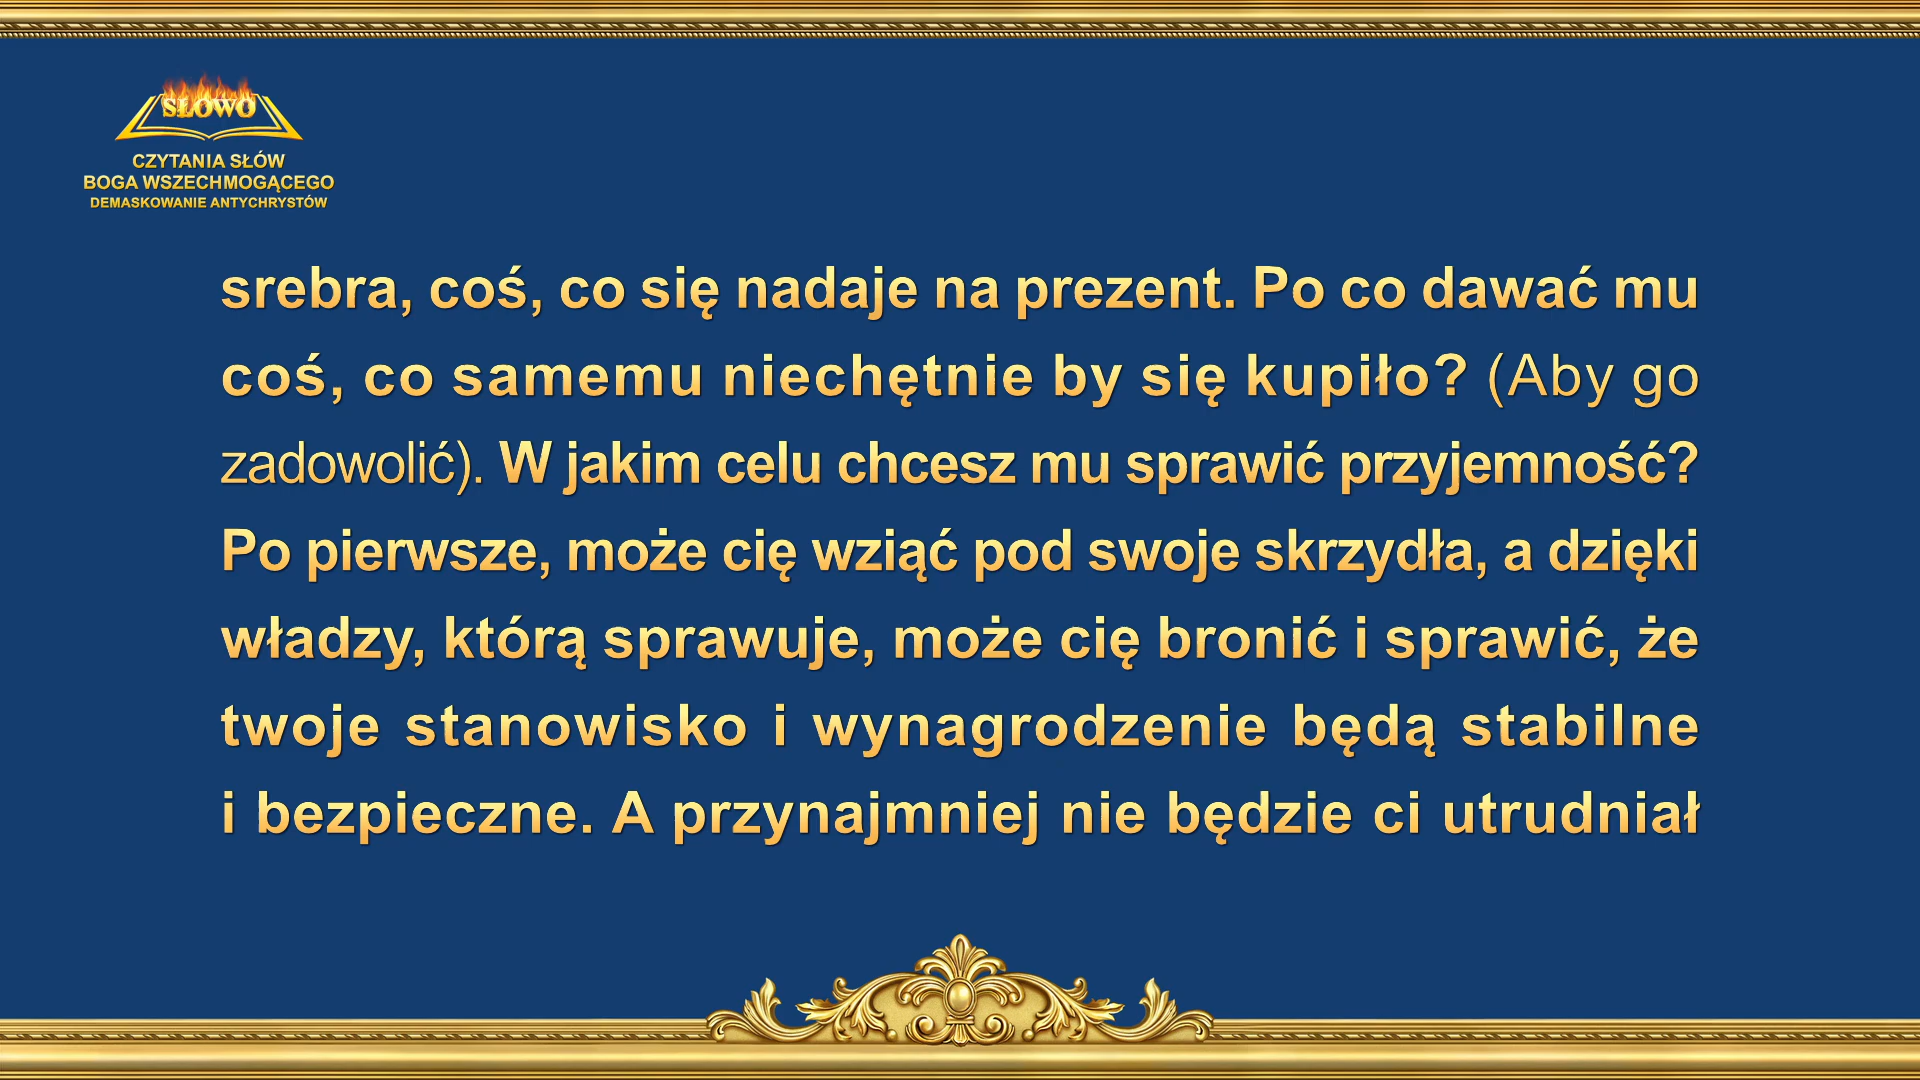 SŁOWO
CZYTANIA SŁÓW
BOGA WSZECHMOGĄCEGO
DEMASKOWANIE ANTYCHRYSTÓW
srebra, coś, co się nadaje na prezent. Po co dawać mu
coś, co samemu niechętnie by się kupiło? (Aby go
zadowolić). W jakim celu chcesz mu sprawić przyjemność?
Po pierwsze, może cię wziąć pod swoje skrzydła, a dzięki
władzy, którą sprawuje, może cię bronić i sprawić, że
twoje stanowisko i wynagrodzenie będą stabilne
i bezpieczne. A przynajmniej nie będzie ci utrudniał